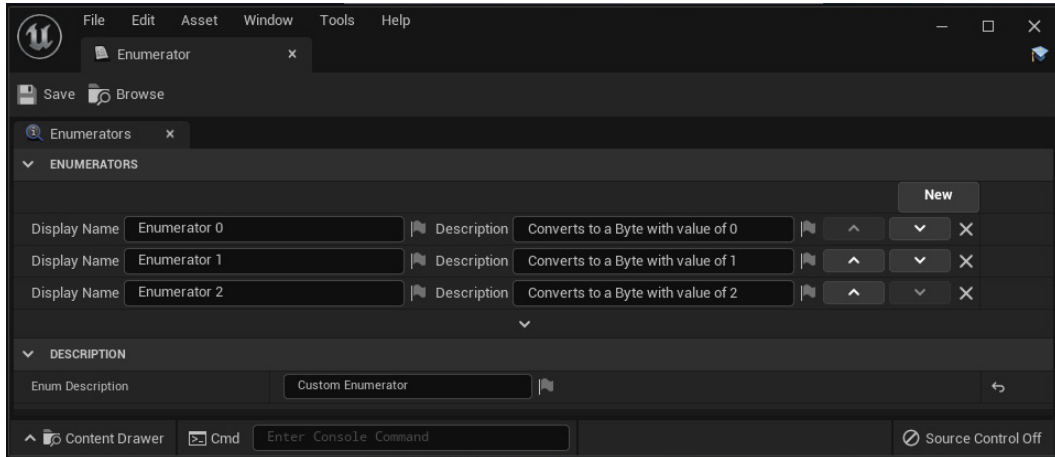 File Edit Asset Window Tools Help
Enumerator
Save Browse
Enumerators
ENUMERATORS
New
Display Name Enumerator 0 Description Converts to a Byte with value of 0
Display Name Enumerator 1 Description Converts to a Byte with value of 1
Display Name Enumerator 2 Description Converts to a Byte with value of 2
DESCRIPTION
Enum Description Custom Enumerator
Content Drawer Cmd Enter Console Command Source Control Off